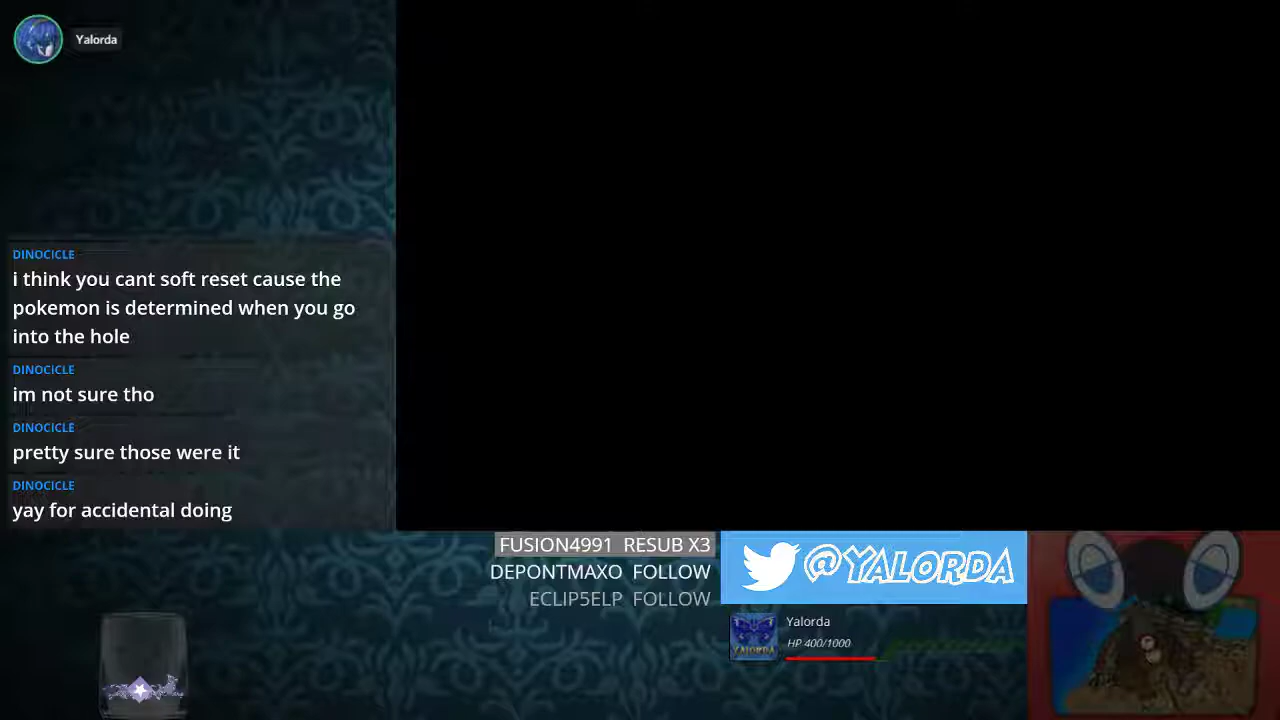 Yalorda
DINOCICLE
i think you cant soft reset cause the
pokemon is determined when you go
into the hole
DINOCICLE
im not sure tho
DINOCICLE
pretty sure those were it
DINOCICLE
yay for accidental doing
FUSION4991 RESUB X3
DEPONTMAXO FOLLOW
ECLIP5ELP FOLLOW
@YALORDA
Yalorda
HP 400/1000
YALORDA